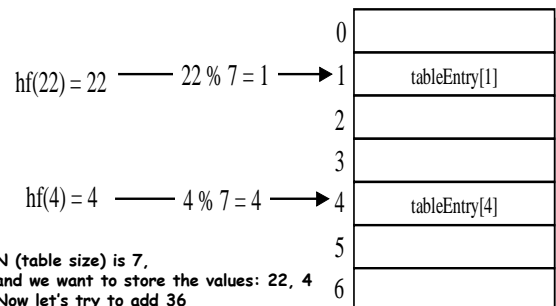 0
hf(22) = 22 22 % 7 = 1 1 tableEntry[1]
2
3
hf(4) = 4 4 % 7 = 4 4 tableEntry[4]
5
N (table size) is 7,
and we want to store the values: 22, 4
6
Now let's try to add 36